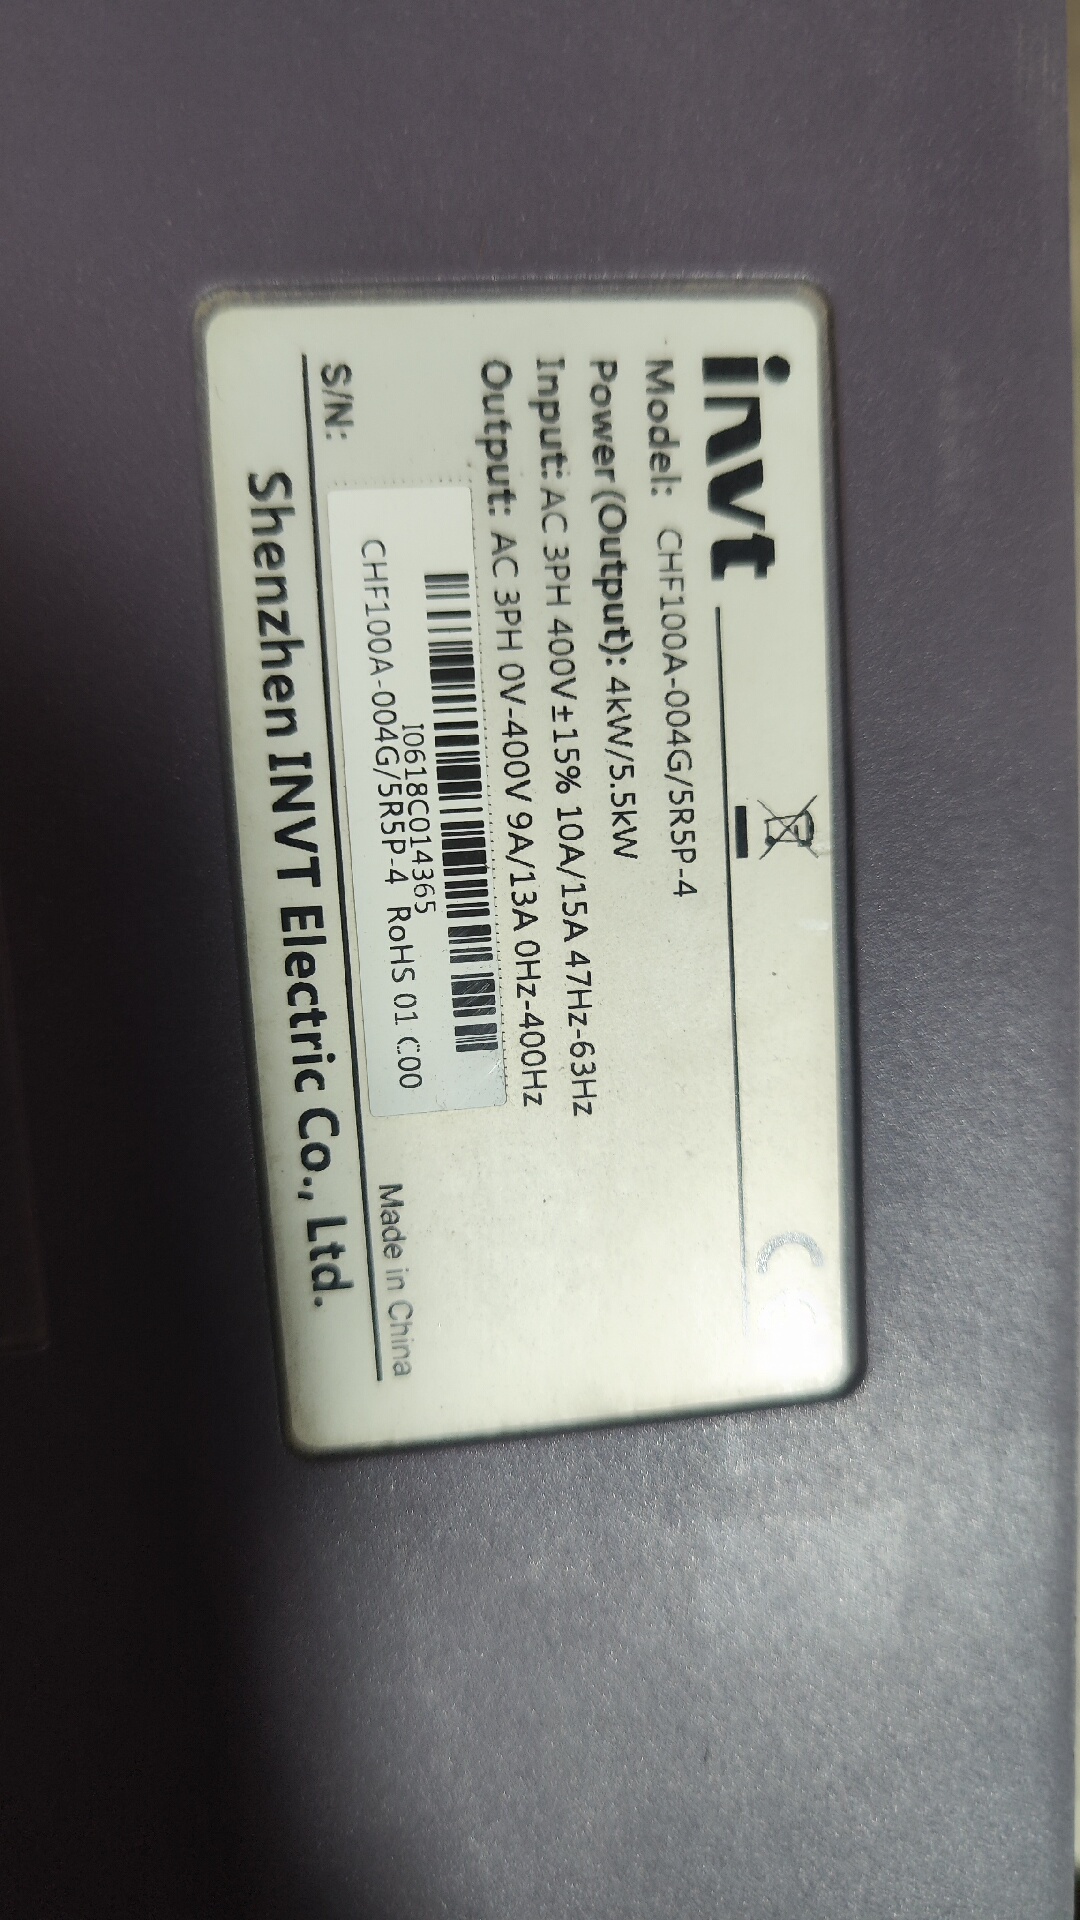 invt
Model: CHF100A-004G/5R5P-4
Power(Output): 4kW/5.5kW
Input: AC 3PH 400V±15% 10A/15A 47Hz-63Hz
Output: AC 3PH 0V-400V 9A/13A 0Hz-400Hz
I0618C014365
CHF100A-004G/5R5P-4 RoHS 01 C00
S/N:
Made in China
Shenzhen INVT Electric Co., Ltd.